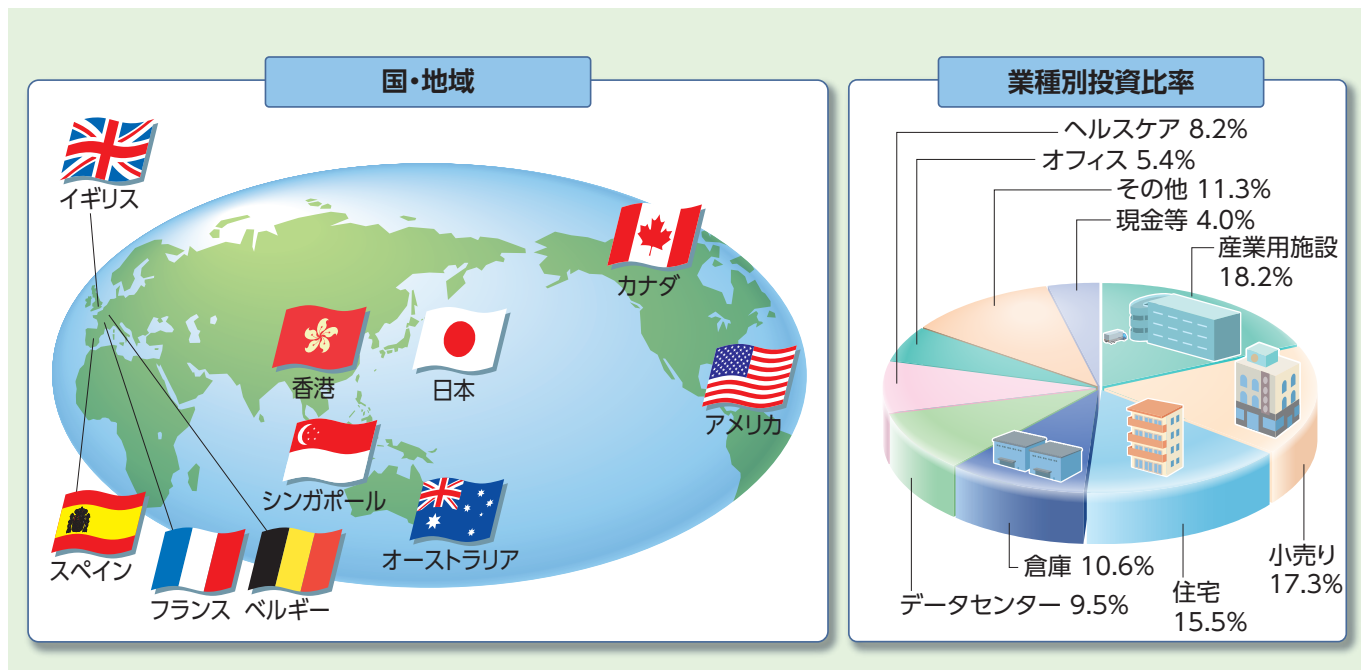 国・地域
イギリス
カナダ
香港
日本
アメリカ
シンガポール
オーストラリア
スペイン
フランス
ベルギー
業種別投資比率
ヘルスケア 8.2%
オフィス 5.4%
その他 11.3%
現金等 4.0%
産業用施設
18.2%
小売り
17.3%
住宅
15.5%
倉庫 10.6%
データセンター 9.5%